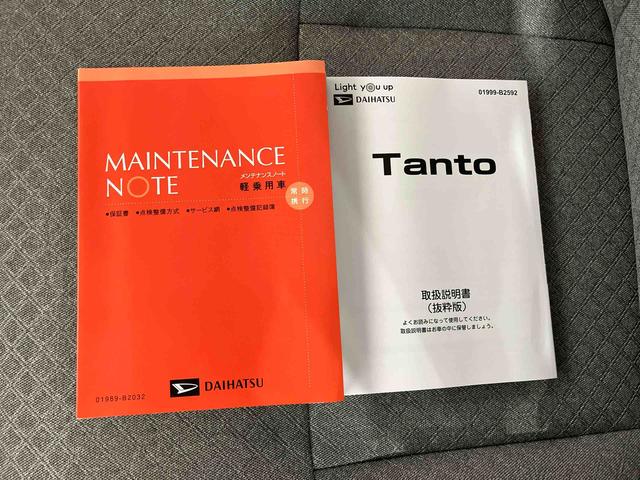 MAINTENANCE
NOTE
メンテナンスノート
軽乗用車
常時
携行
●保証書 ●点検整備方式 ●サービス網 ●点検整備記録簿
DAIHATSU
01989-B2032
Light you up
DAIHATSU
01999-B2592
Tanto
取扱説明書
（抜粋版）
よくお読みになって使用してください。
取扱説明書はお車の中に保管しましょう。